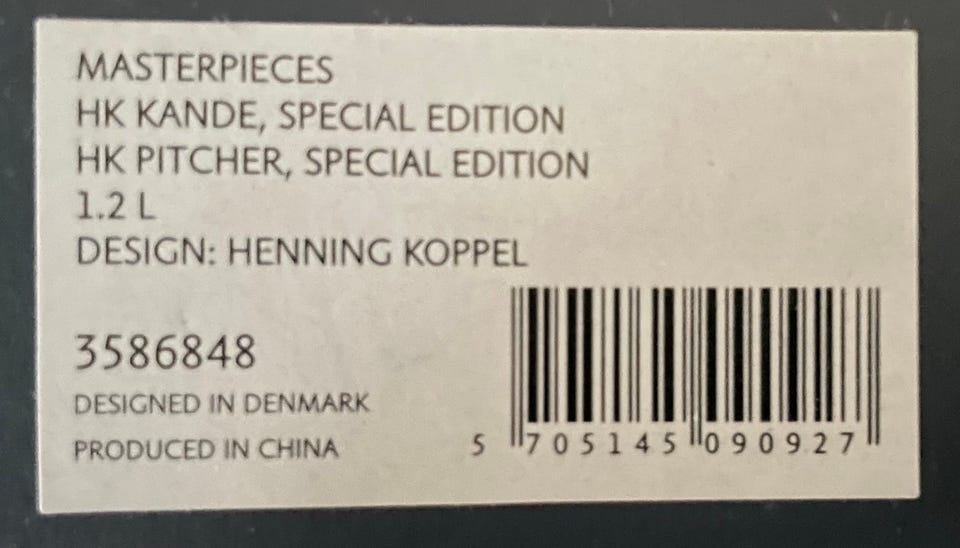 MASTERPIECES
HK KANDE, SPECIAL EDITION
HK PITCHER, SPECIAL EDITION
1.2 L
DESIGN: HENNING KOPPEL
3586848
DESIGNED IN DENMARK
PRODUCED IN CHINA
5 705145 090927